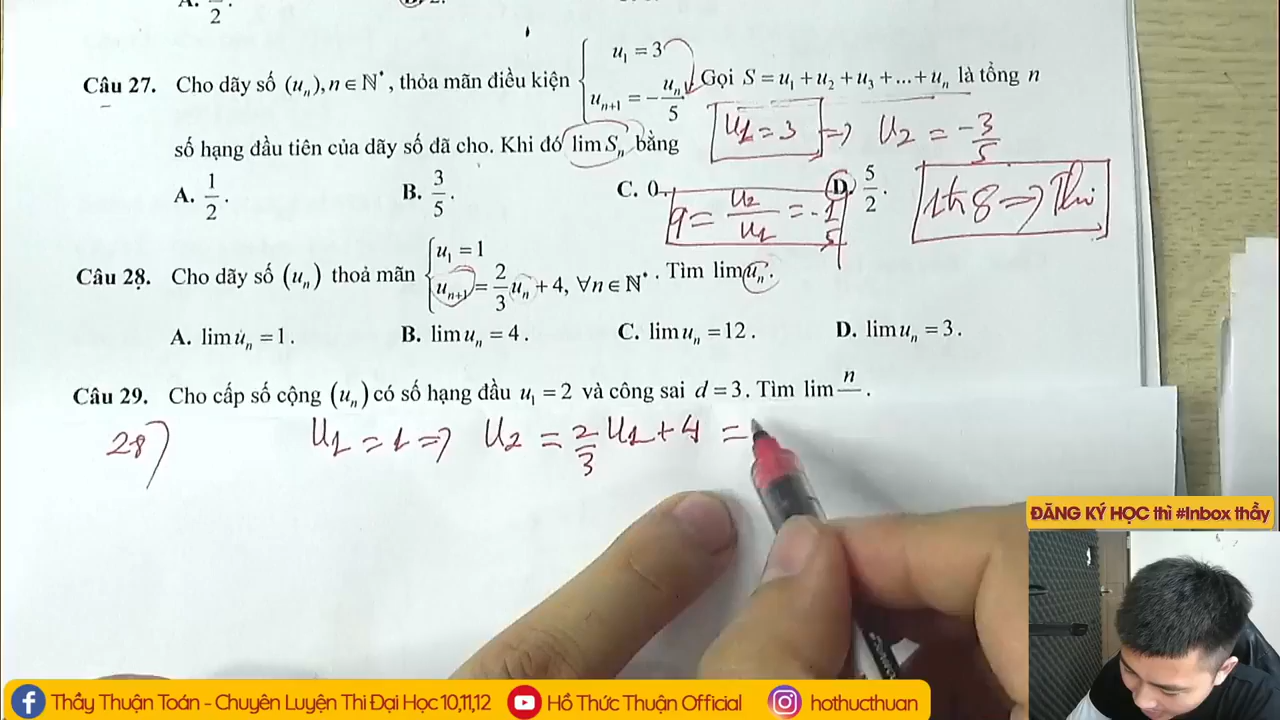 2
B. 2.
Câu 27. Cho dãy số (uₙ), n ∈ ℕ*, thỏa mãn điều kiện { u₁ = 3; uₙ₊₁ = -uₙ/5 Gọi S = u₁ + u₂ + u₃ + ... + uₙ là tổng n
số hạng đầu tiên của dãy số đã cho. Khi đó lim Sₙ bằng
u₁ = 3 => u₂ = -3/5
A. 1/2. B. 3/5. C. 0. D. 5/2.
q = u₂/u₁ = -1/5
Câu 28. Cho dãy số (uₙ) thoả mãn { u₁ = 1; uₙ₊₁ = 2/3 uₙ + 4, ∀n ∈ ℕ* . Tìm lim uₙ.
A. lim uₙ = 1. B. lim uₙ = 4. C. lim uₙ = 12. D. lim uₙ = 3.
Câu 29. Cho cấp số cộng (uₙ) có số hạng đầu u₁ = 2 và công sai d = 3. Tìm lim n/ .
28) u₁ = 1 => u₂ = 2/3 u₁ + 4 =
ĐĂNG KÝ HỌC thì #Inbox thầy
Thầy Thuận Toán - Chuyên Luyện Thi Đại Học 10,11,12 Hồ Thức Thuận Official hothucthuan